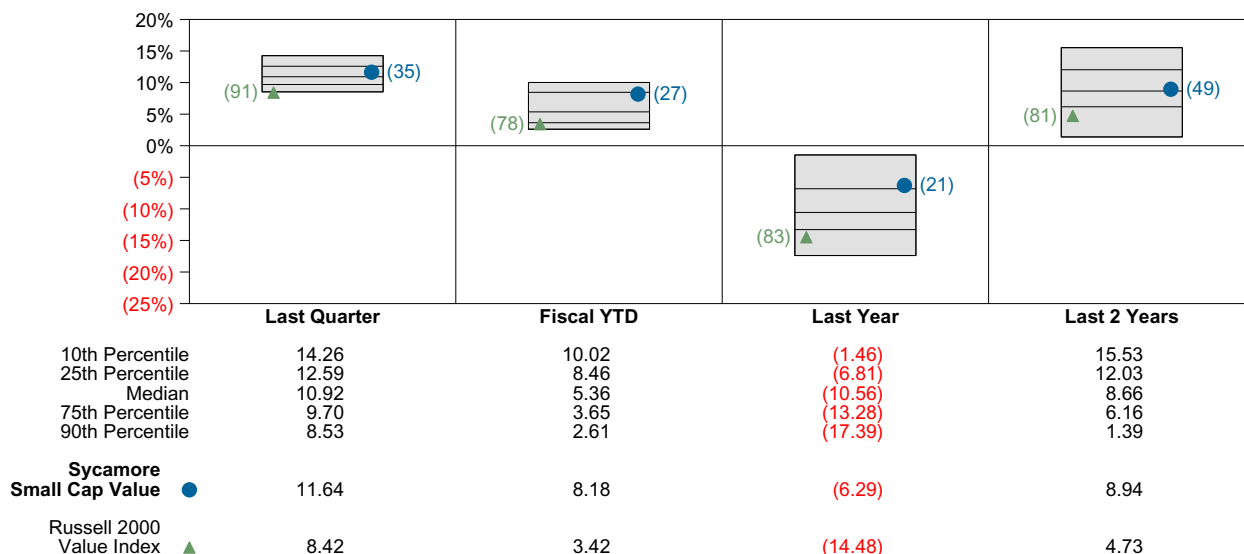 20%
15%
10%
5%
0%
(5%)
(10%)
(15%)
(20%)
(25%)
(91) (35)
(78) (27)
(83) (21)
(81) (49)
Last Quarter Fiscal YTD Last Year Last 2 Years
10th Percentile 14.26 10.02 (1.46) 15.53
25th Percentile 12.59 8.46 (6.81) 12.03
Median 10.92 5.36 (10.56) 8.66
75th Percentile 9.70 3.65 (13.28) 6.16
90th Percentile 8.53 2.61 (17.39) 1.39
Sycamore
Small Cap Value 11.64 8.18 (6.29) 8.94
Russell 2000
Value Index 8.42 3.42 (14.48) 4.73